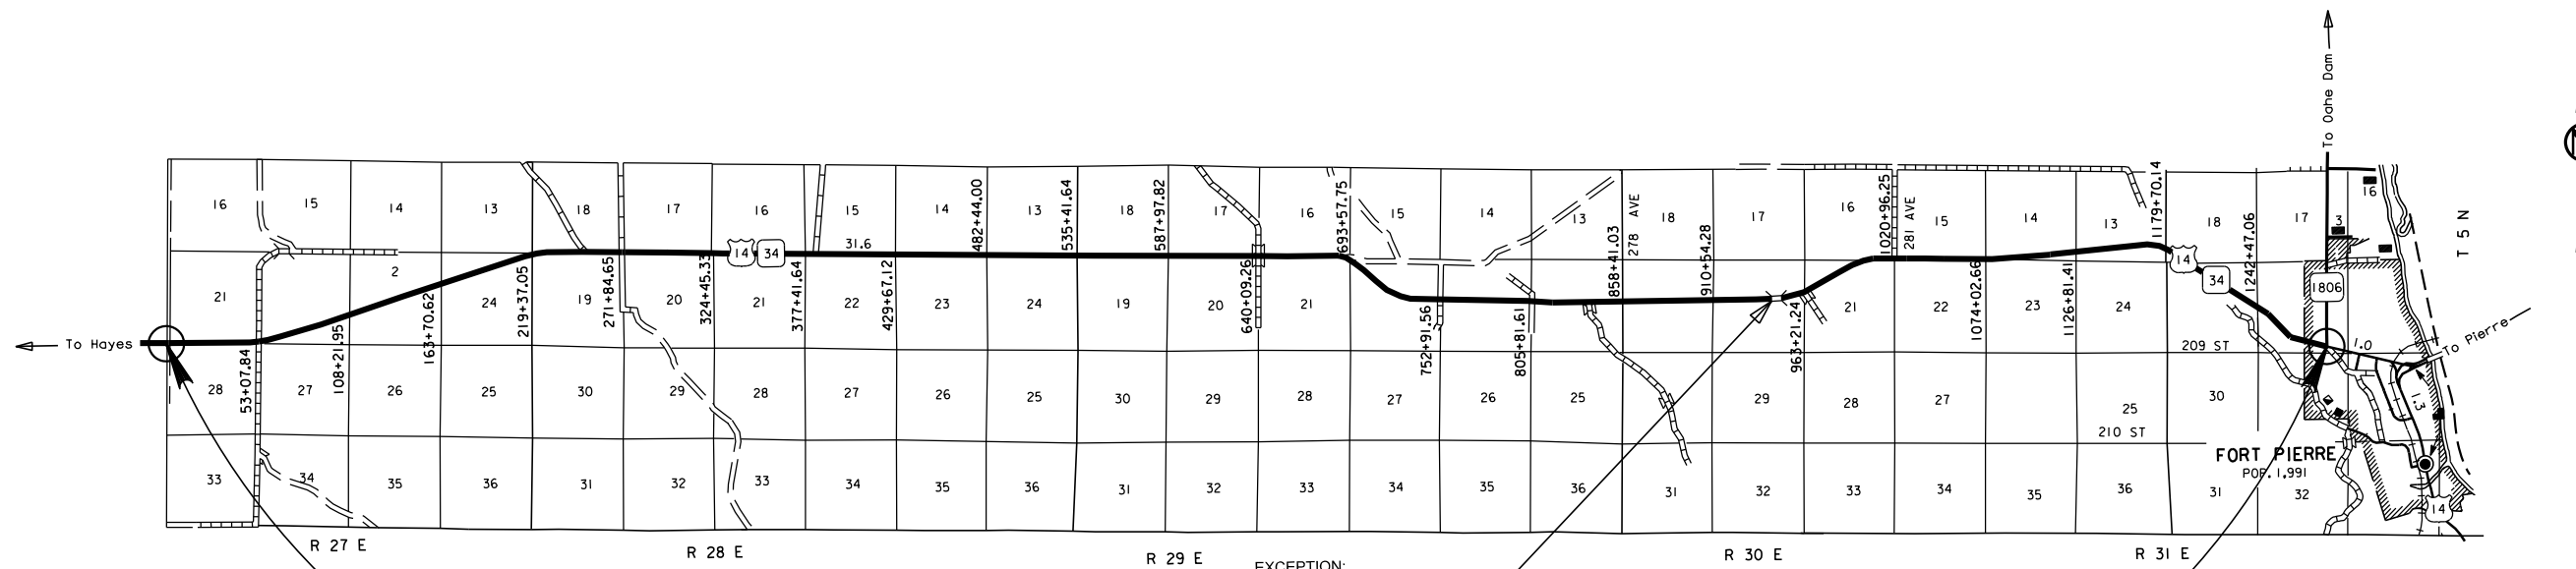 To Oahe Dam
T 5 N
16 15 14 13 18 17 16 15 14 13 18 17 16 15 14 13 18 17 16 15 14 13 18 17 16
482+44.00
535+41.64
587+97.82
693+57.75
278 AVE
1020+96.25
281 AVE
1179+70.14
3
31.6
14 34
14
34
1806
21 2 24 19 20 21 22 23 24 19 20 21 21 22 23 24
53+07.84
108+21.95
163+70.62
219+37.05
271+84.65
324+45.33
377+41.64
429+67.12
640+09.26
752+91.56
805+81.61
858+41.03
910+54.28
963+21.24
1074+02.66
1126+81.41
1242+47.06
To Hayes
209 ST
1.0
To Pierre
28 27 26 25 30 29 28 27 26 25 30 29 28 27 26 25 29 28 27 25 30
1.3
210 ST
FORT PIERRE
POP. 1,991
33 34 35 36 31 32 33 34 35 36 31 32 33 34 35 36 31 32 33 34 35 36 31 32
14
R 27 E R 28 E R 29 E R 30 E R 31 E
EXCEPTION: